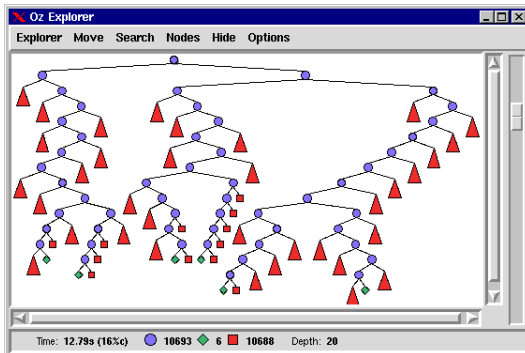 Oz Explorer
Explorer Move Search Nodes Hide Options
Time: 12.79s (16%c) 10693 6 10688 Depth: 20